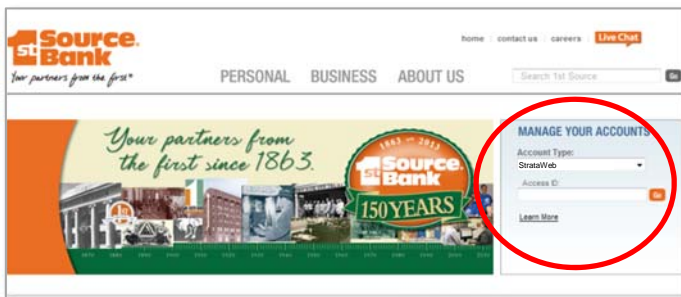 1st Source Bank
Your partners from the first®
home contact us careers Live Chat
PERSONAL BUSINESS ABOUT US
Search 1st Source Go
Your partners from
the first since 1863.
1863 – 2013
1st Source Bank
150 YEARS
MANAGE YOUR ACCOUNTS
Account Type:
StrataWeb
Access ID:
Go
Learn More